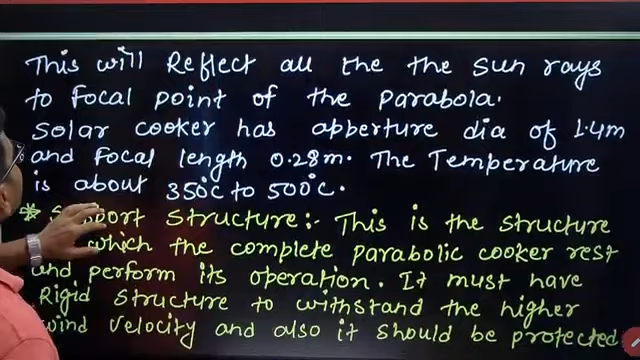 This will Reflect all the the sun rays
to focal point of the parabola.
Solar cooker has apperture dia of 1.4m
and focal length 0.28m. The Temperature
is about 350°C to 500°C.
* Support Structure:- This is the structure
which the complete parabolic cooker rest
and perform its operation. It must have
Rigid structure to withstand the higher
wind velocity and also it should be protected